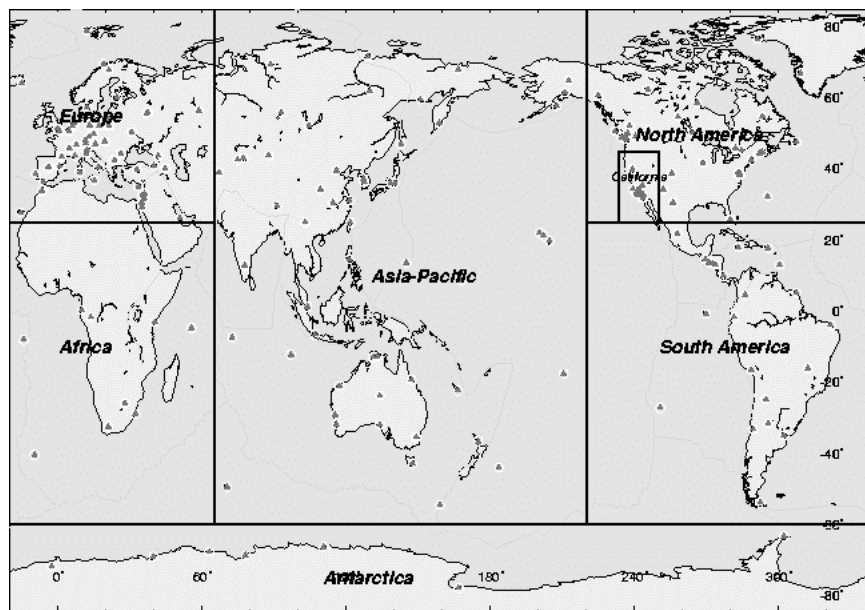 80°
60°
Europe
North America
California
40°
20°
Asia-Pacific
0°
Africa
South America
-20°
-40°
-60°
0°
60°
Antarctica
180°
240°
-80°